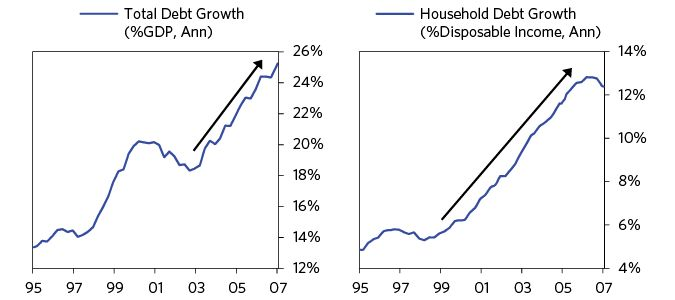 Total Debt Growth
(%GDP, Ann)
26%
24%
22%
20%
18%
16%
14%
12%
95 97 99 01 03 05 07
Household Debt Growth
(%Disposable Income, Ann)
14%
12%
10%
8%
6%
4%
95 97 99 01 03 05 07